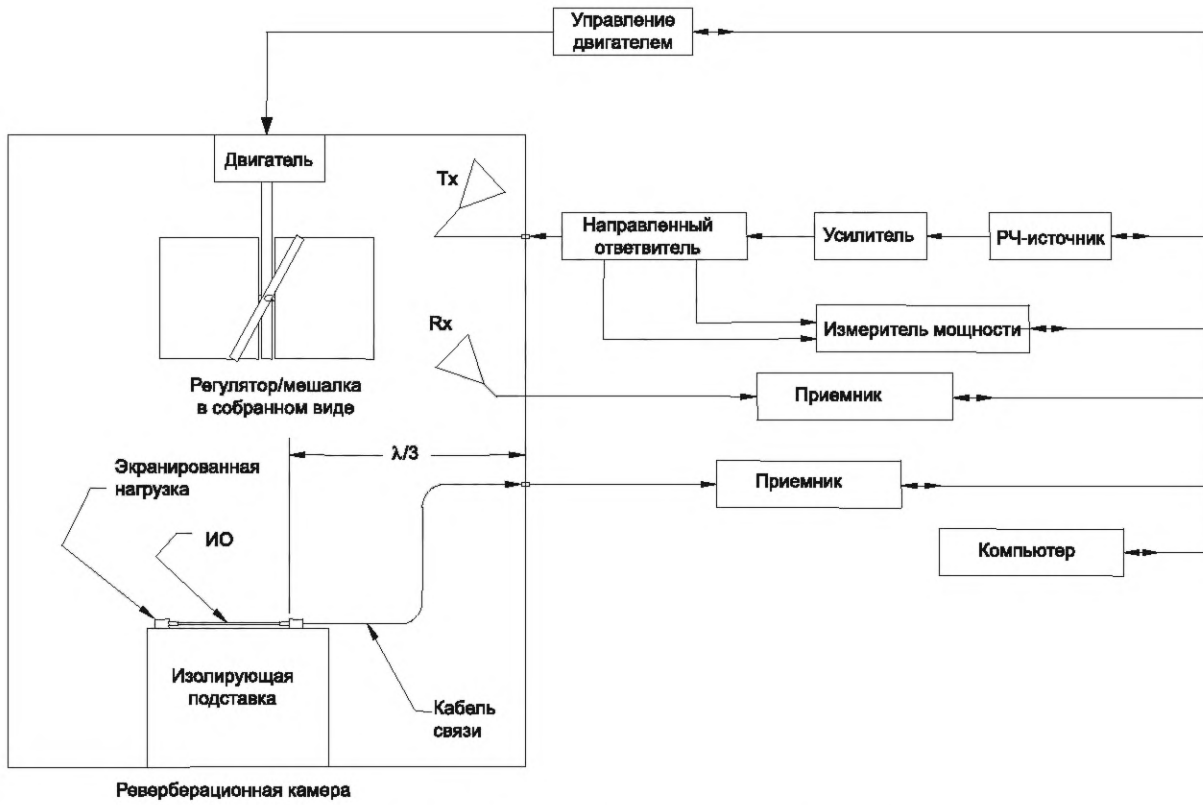 Управление
двигателем
Двигатель
Tx
Направленный
ответвитель
Усилитель
РЧ-источник
Rx
Измеритель мощности
Регулятор/мешалка
в собранном виде
Приемник
λ/3
Экранированная
нагрузка
Приемник
ИО
Компьютер
Изолирующая
подставка
Кабель
связи
Реверберационная камера